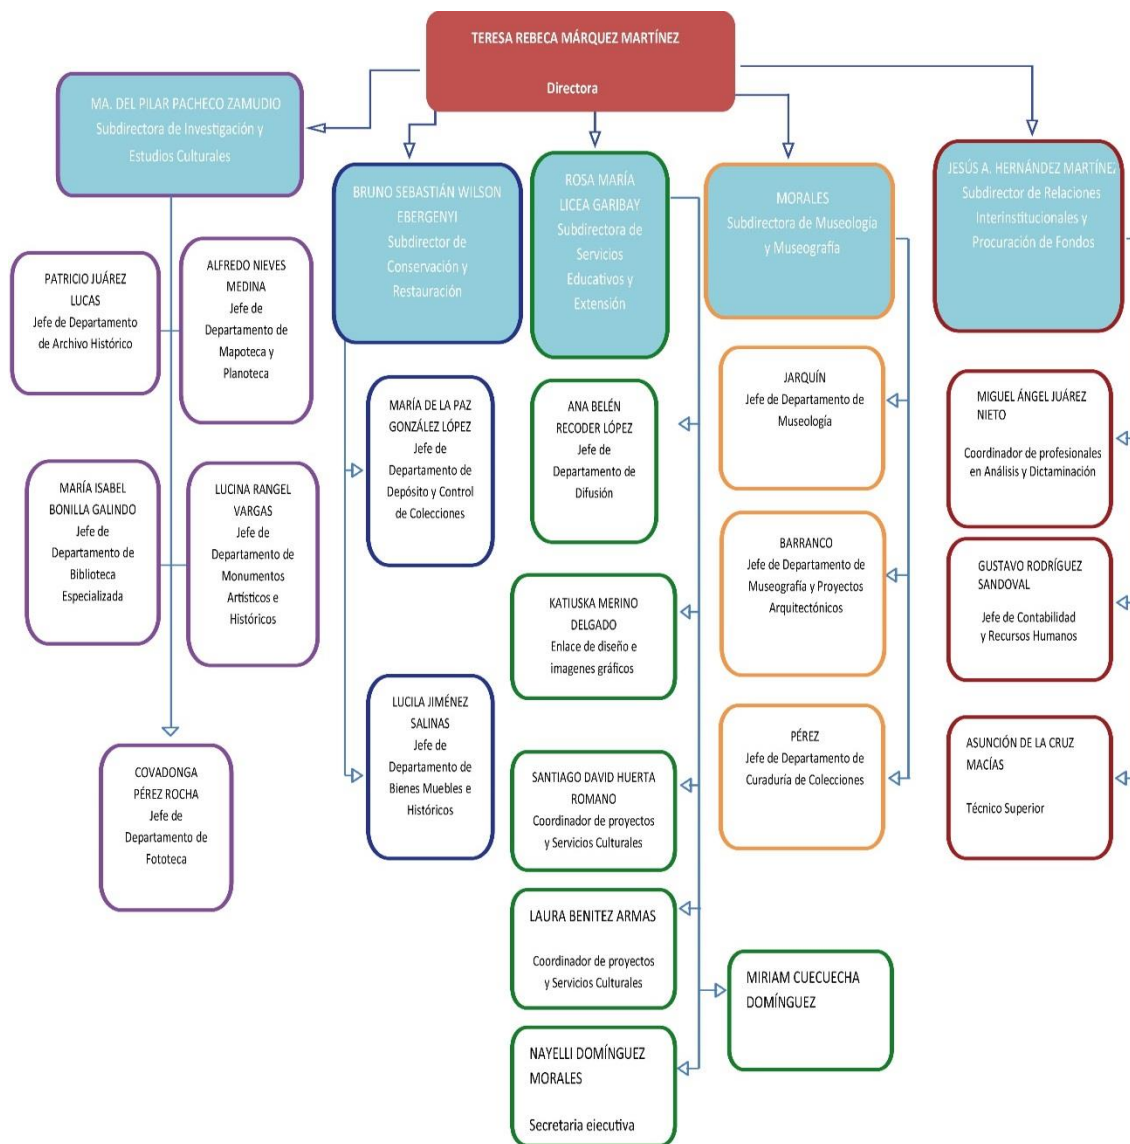 TERESA REBECA MÁRQUEZ MARTÍNEZ
Directora
MA. DEL PILAR PACHECO ZAMUDIO
Subdirectora de Investigación y
Estudios Culturales
BRUNO SEBASTIÁN WILSON
EBERGENYI
Subdirector de
Conservación y
Restauración
ROSA MARÍA
LICEA GARIBAY
Subdirectora de
Servicios
Educativos y
Extensión
MORALES
Subdirectora de Museología
y Museografía
JESÚS A. HERNÁNDEZ MARTÍNEZ
Subdirector de Relaciones
Interinstitucionales y
Procuración de Fondos
PATRICIO JUÁREZ
LUCAS
Jefe de Departamento
de Archivo Histórico
ALFREDO NIEVES
MEDINA
Jefe de
Departamento de
Mapoteca y
Planoteca
MARÍA ISABEL
BONILLA GALINDO
Jefe de
Departamento de
Biblioteca
Especializada
LUCINA RANGEL
VARGAS
Jefe de
Departamento de
Monumentos
Artísticos e
Históricos
COVADONGA
PÉREZ ROCHA
Jefe de
Departamento de
Fototeca
MARÍA DE LA PAZ
GONZÁLEZ LÓPEZ
Jefe de
Departamento de
Depósito y Control
de Colecciones
LUCILA JIMÉNEZ
SALINAS
Jefe de
Departamento de
Bienes Muebles e
Históricos
ANA BELÉN
RECODER LÓPEZ
Jefe de
Departamento de
Difusión
KATIUSKA MERINO
DELGADO
Enlace de diseño e
imagenes gráficos
SANTIAGO DAVID HUERTA
ROMANO
Coordinador de proyectos
y Servicios Culturales
LAURA BENITEZ ARMAS
Coordinador de proyectos
y Servicios Culturales
NAYELLI DOMÍNGUEZ
MORALES
Secretaria ejecutiva
MIRIAM CUECUECHA
DOMÍNGUEZ
JARQUÍN
Jefe de Departamento de
Museología
BARRANCO
Jefe de Departamento de
Museografía y Proyectos
Arquitectónicos
PÉREZ
Jefe de Departamento de
Curaduría de Colecciones
MIGUEL ÁNGEL JUÁREZ
NIETO
Coordinador de profesionales
en Análisis y Dictaminación
GUSTAVO RODRÍGUEZ
SANDOVAL
Jefe de Contabilidad
y Recursos Humanos
ASUNCIÓN DE LA CRUZ
MACÍAS
Técnico Superior